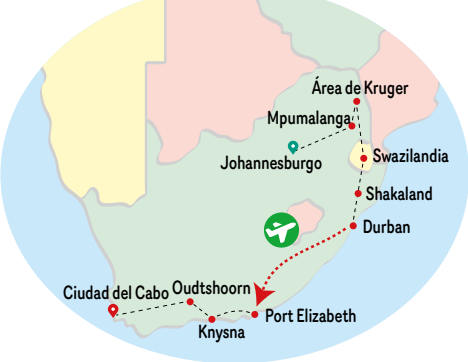 Área de Kruger
Mpumalanga
Johannesburgo
Swazilandia
Shakaland
Durban
Ciudad del Cabo
Oudtshoorn
Port Elizabeth
Knysna